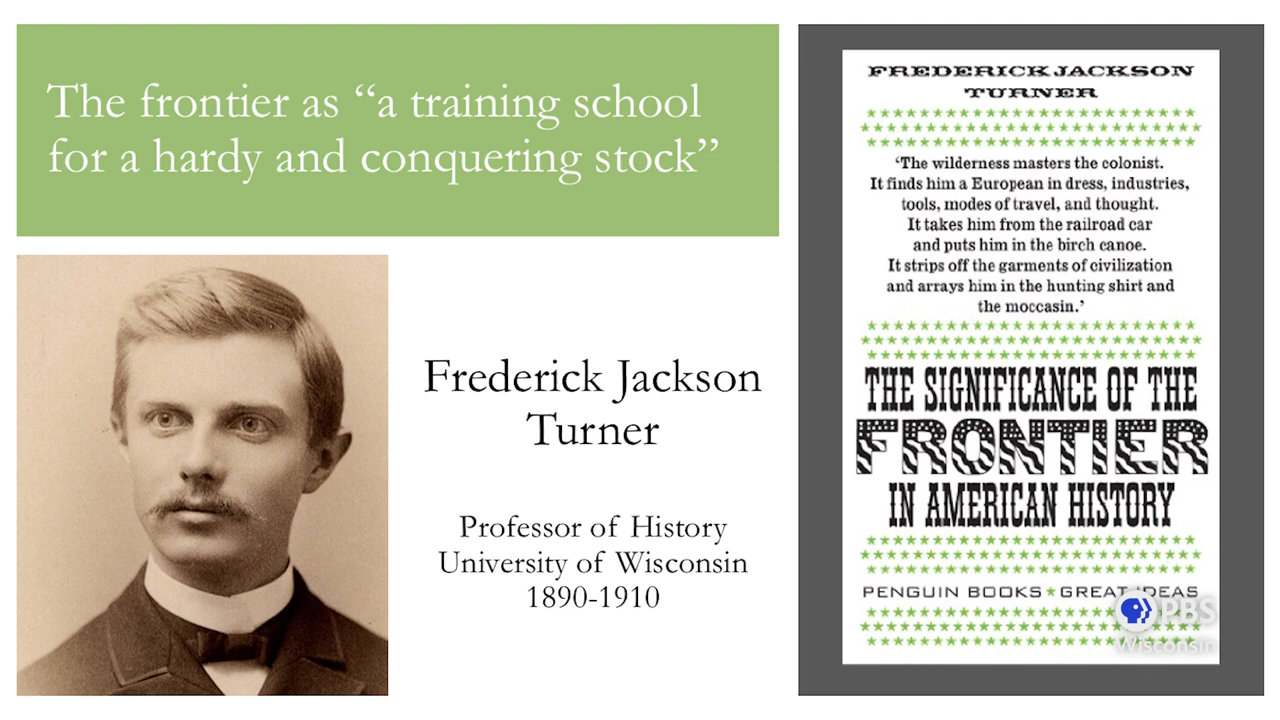 The frontier as “a training school
for a hardy and conquering stock”
Frederick Jackson
Turner
Professor of History
University of Wisconsin
1890-1910
FREDERICK JACKSON
TURNER
‘The wilderness masters the colonist.
It finds him a European in dress, industries,
tools, modes of travel, and thought.
It takes him from the railroad car
and puts him in the birch canoe.
It strips off the garments of civilization
and arrays him in the hunting shirt and
the moccasin.’
THE SIGNIFICANCE OF THE
FRONTIER
IN AMERICAN HISTORY
PENGUIN BOOKS★GREAT IDEAS
PBS
Wisconsin